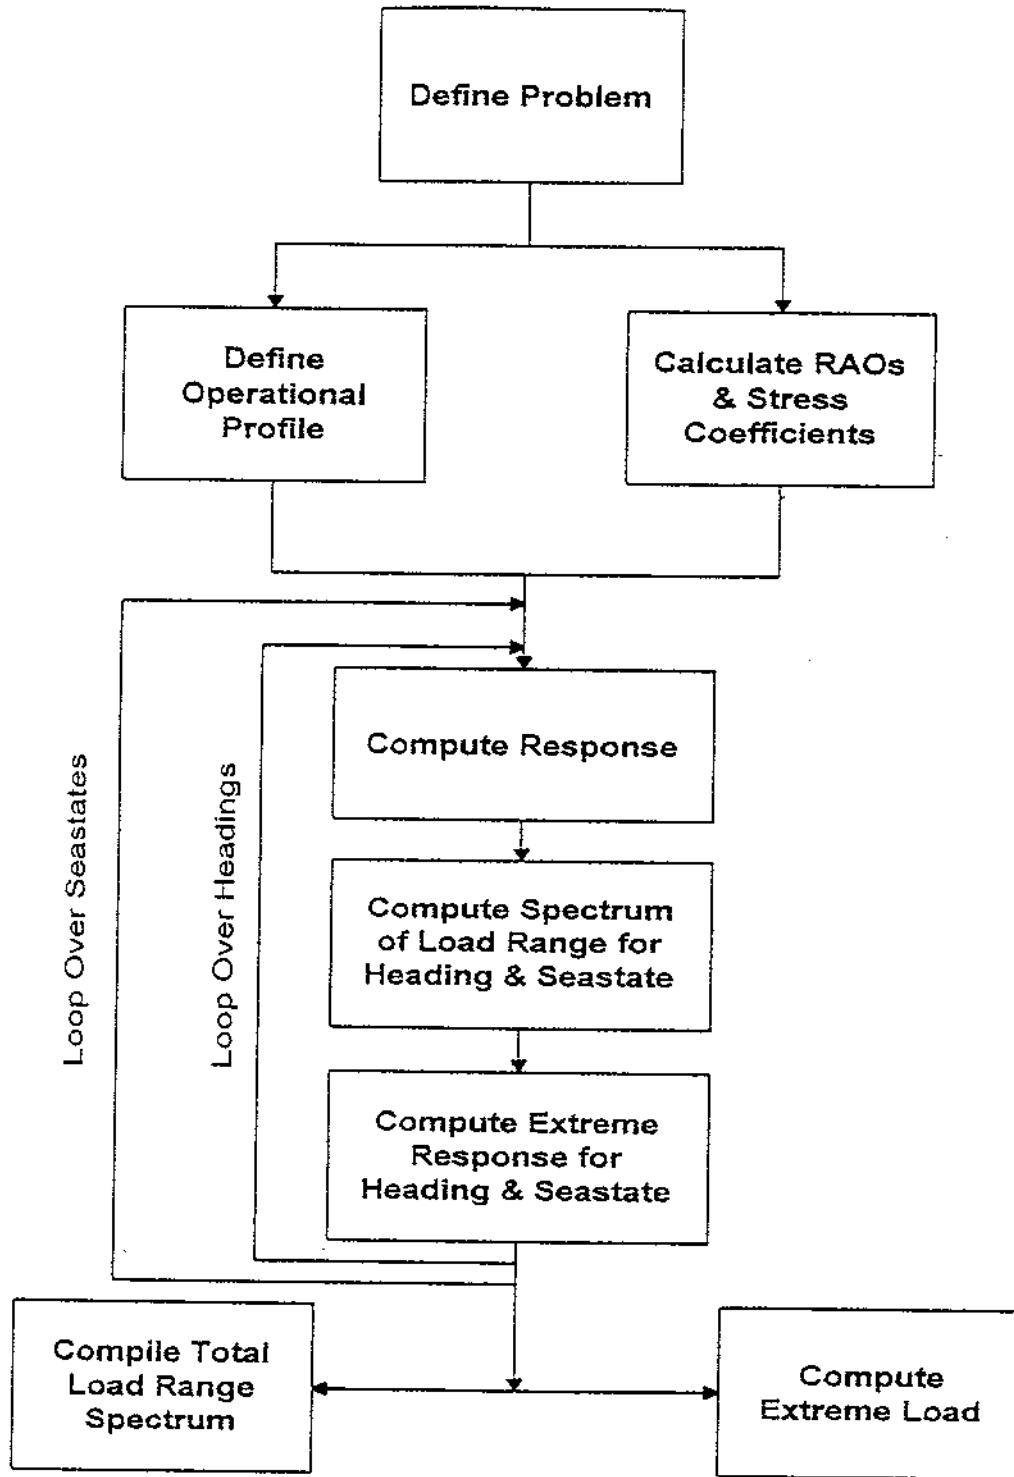 Define Problem
Define
Operational
Profile
Calculate RAOs
& Stress
Coefficients
Loop Over Seastates
Loop Over Headings
Compute Response
Compute Spectrum
of Load Range for
Heading & Seastate
Compute Extreme
Response for
Heading & Seastate
Compile Total
Load Range
Spectrum
Compute
Extreme Load